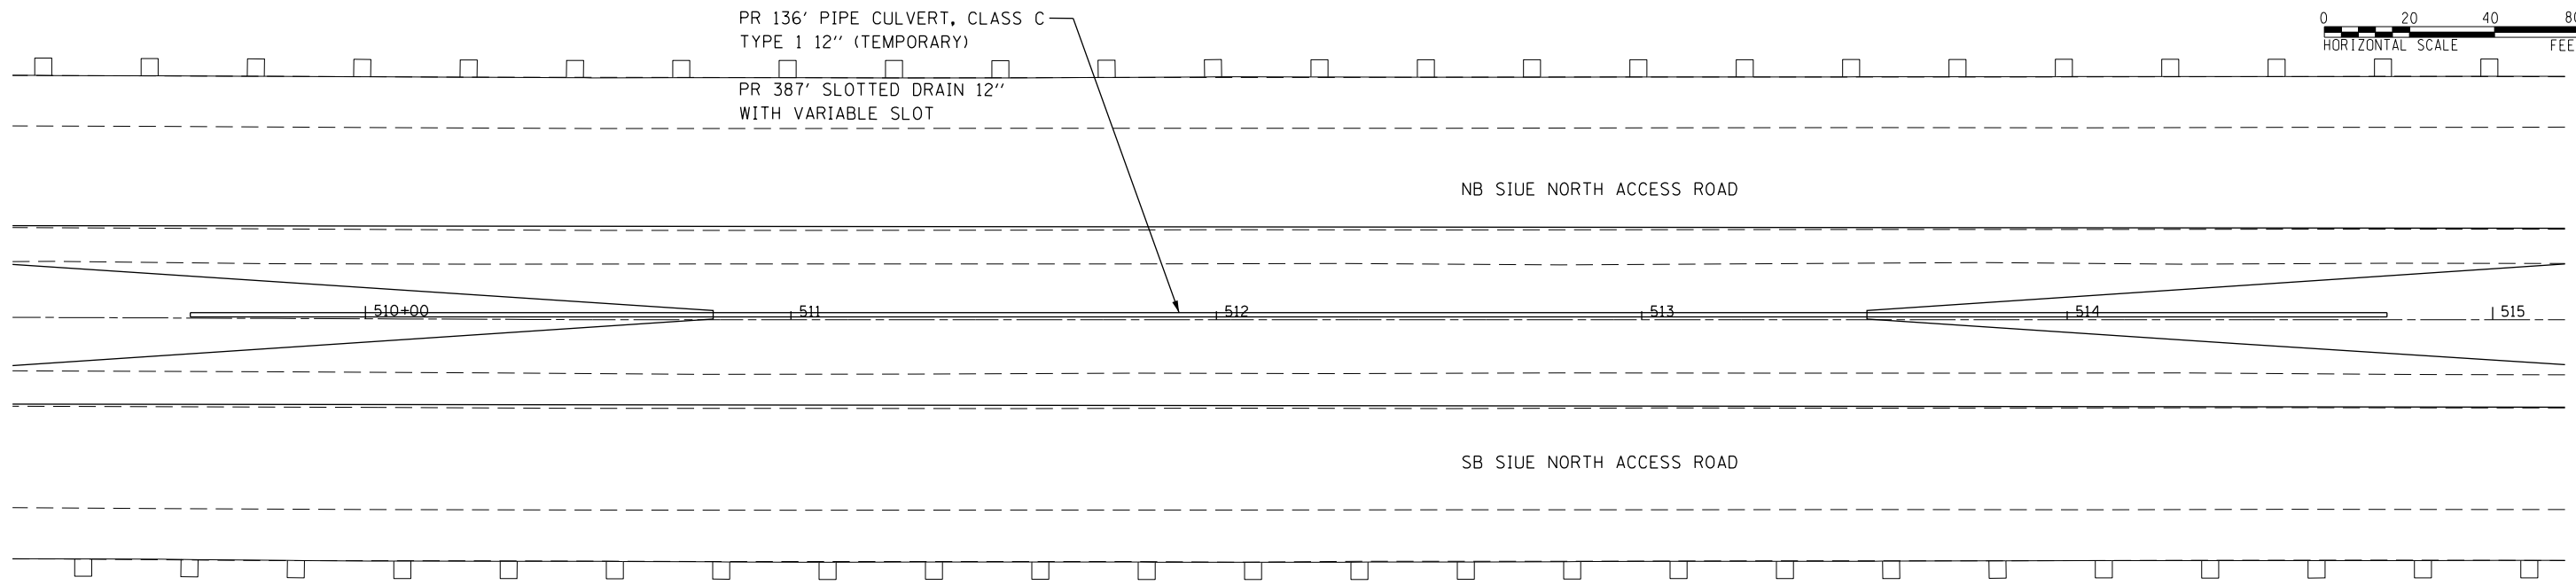 PR 136' PIPE CULVERT, CLASS C
TYPE 1 12'' (TEMPORARY)
PR 387' SLOTTED DRAIN 12''
WITH VARIABLE SLOT
0 20 40 80
HORIZONTAL SCALE FEE
NB SIUE NORTH ACCESS ROAD
510+00 511 512 513 514 515
SB SIUE NORTH ACCESS ROAD